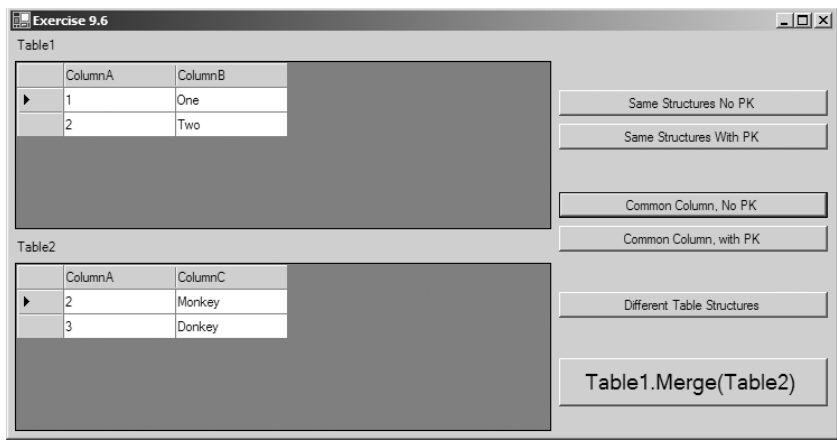 Exercise 9.6
Table1
ColumnA ColumnB
1 One
2 Two
Same Structures No PK
Same Structures With PK
Common Column, No PK
Common Column, with PK
Table2
ColumnA ColumnC
2 Monkey
3 Donkey
Different Table Structures
Table1.Merge(Table2)